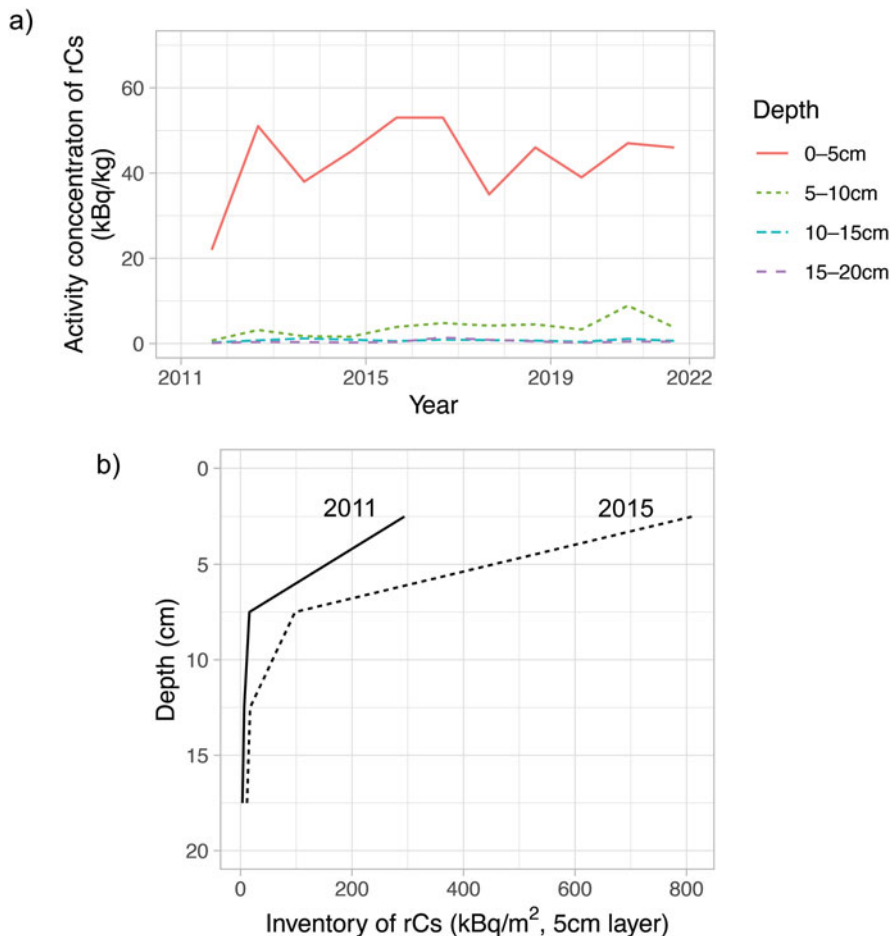 a)
60
40
20
0
Activity conccentraton of rCs
(kBq/kg)
2011
2015
2019
2022
Year
Depth
0–5cm
5–10cm
10–15cm
15–20cm
b)
0
5
10
15
20
Depth (cm)
2011
2015
0
200
400
600
800
Inventory of rCs (kBq/m², 5cm layer)